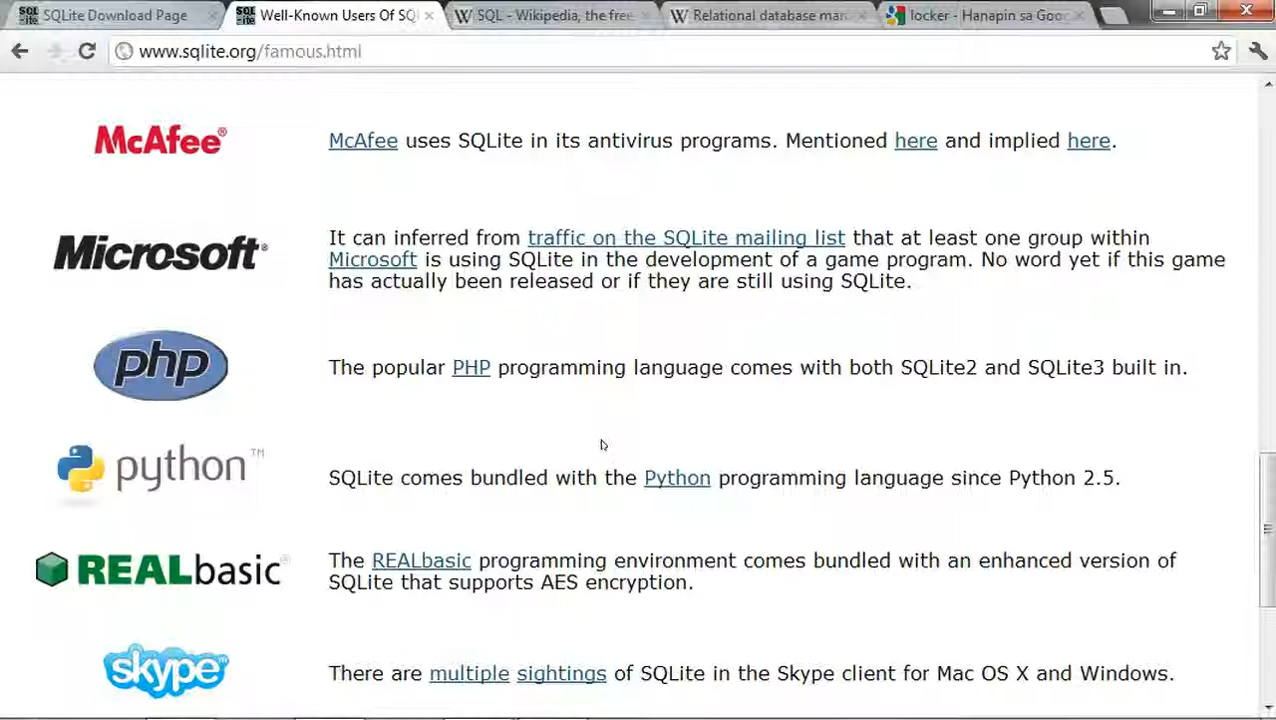 SQLite Download Page
Well-Known Users Of SQL
SQL - Wikipedia, the free
Relational database man
locker - Hanapin sa Goo
www.sqlite.org/famous.html
McAfee®
McAfee uses SQLite in its antivirus programs. Mentioned here and implied here.
Microsoft®
It can inferred from traffic on the SQLite mailing list that at least one group within
Microsoft is using SQLite in the development of a game program. No word yet if this game
has actually been released or if they are still using SQLite.
php
The popular PHP programming language comes with both SQLite2 and SQLite3 built in.
python™
SQLite comes bundled with the Python programming language since Python 2.5.
REALbasic®
The REALbasic programming environment comes bundled with an enhanced version of
SQLite that supports AES encryption.
skype™
There are multiple sightings of SQLite in the Skype client for Mac OS X and Windows.